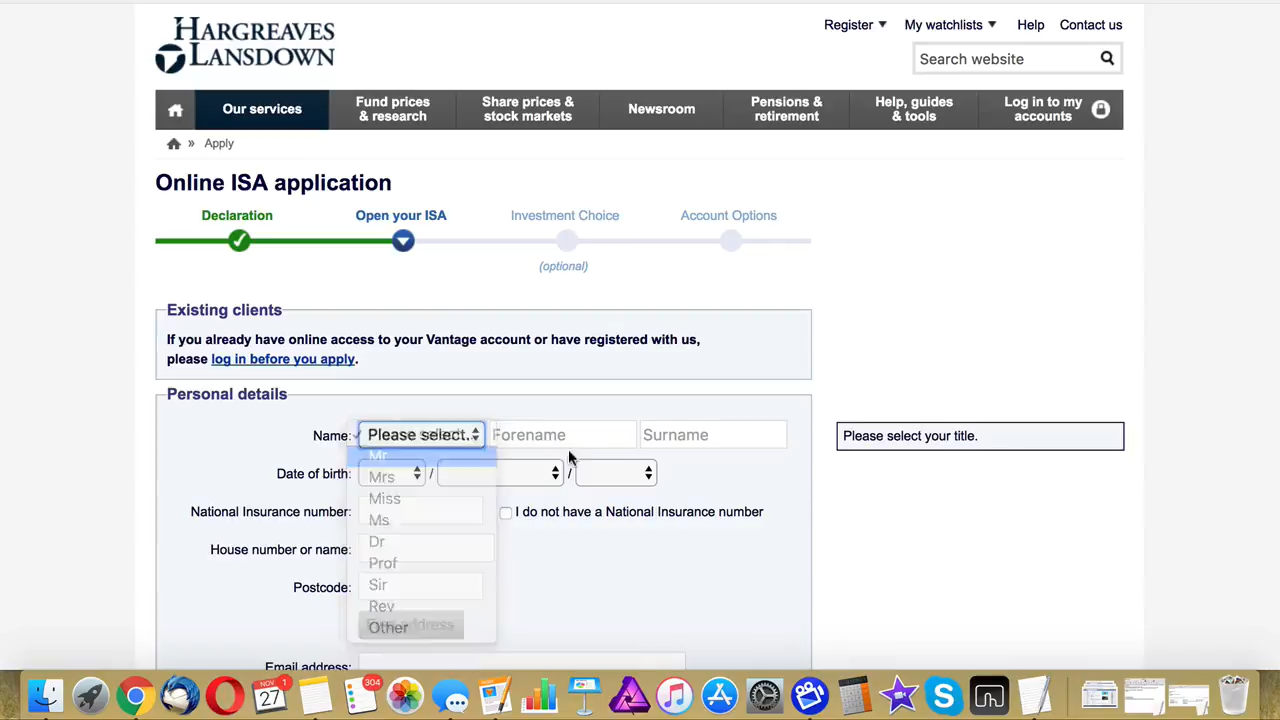 HARGREAVES
LANSDOWN
Register My watchlists Help Contact us
Search website
Our services
Fund prices
& research
Share prices &
stock markets
Newsroom
Pensions &
retirement
Help, guides
& tools
Log in to my
accounts
» Apply
Online ISA application
Declaration Open your ISA Investment Choice Account Options
(optional)
Existing clients
If you already have online access to your Vantage account or have registered with us,
please log in before you apply.
Personal details
Name: Please select... Forename Surname
Please select your title.
Mr
Date of birth: / /
Mrs
Miss
National Insurance number: I do not have a National Insurance number
Ms
Dr
House number or name:
Prof
Sir
Postcode:
Rev
Other
Email address:
NOV 1
27
304